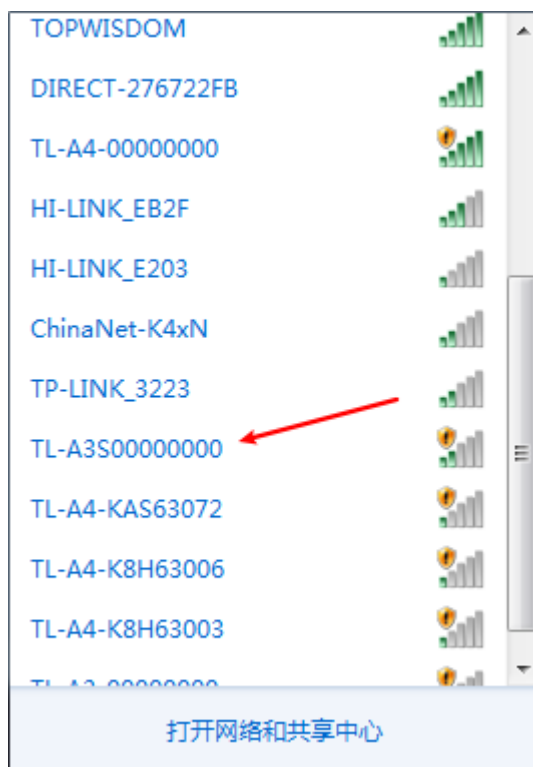 TOPWISDOM
DIRECT-276722FB
TL-A4-00000000
HI-LINK_EB2F
HI-LINK_E203
ChinaNet-K4xN
TP-LINK_3223
TL-A3S00000000
TL-A4-KAS63072
TL-A4-K8H63006
TL-A4-K8H63003
打开网络和共享中心